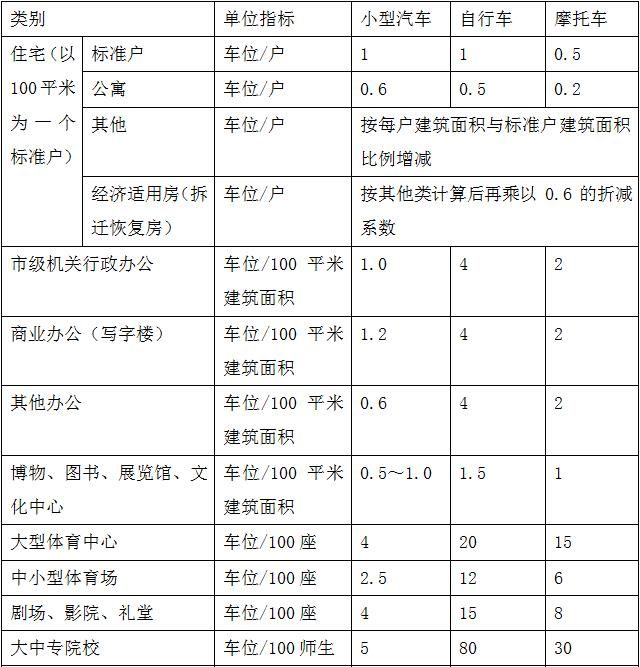 类别 单位指标 小型汽车 自行车 摩托车
住宅（以100平米为一个标准户） 标准户 车位/户 1 1 0.5
公寓 车位/户 0.6 0.5 0.2
其他 车位/户 按每户建筑面积与标准户建筑面积
比例增减
经济适用房（拆 车位/户 按其他类计算后再乘以 0.6 的折减
迁恢复房） 系数
市级机关行政办公 车位/100 平米 1.0 4 2
建筑面积
商业办公（写字楼） 车位/100 平米 1.2 4 2
建筑面积
其他办公 车位/100 平米 0.6 4 2
建筑面积
博物、图书、展览馆、文 车位/100 平米 0.5～1.0 1.5 1
化中心 建筑面积
大型体育中心 车位/100 座 4 20 15
中小型体育场 车位/100 座 2.5 12 6
剧场、影院、礼堂 车位/100 座 4 15 8
大中专院校 车位/100 师生 5 80 30